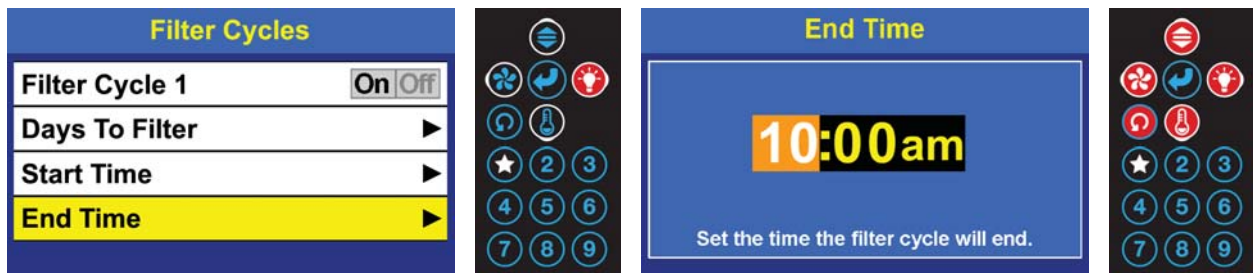 Filter Cycles
Filter Cycle 1 On Off
Days To Filter
Start Time
End Time
2 3
4 5 6
7 8 9
End Time
10:00am
Set the time the filter cycle will end.
2 3
4 5 6
7 8 9